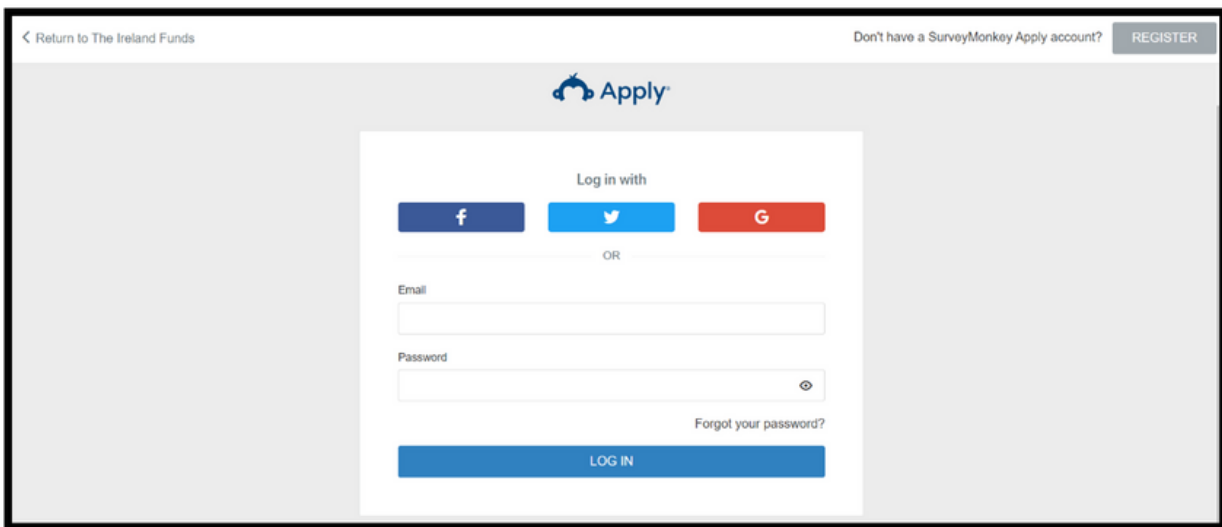 Return to The Ireland Funds
Don't have a SurveyMonkey Apply account? REGISTER
Apply
Log in with
f G
OR
Email
Password
Forgot your password?
LOG IN